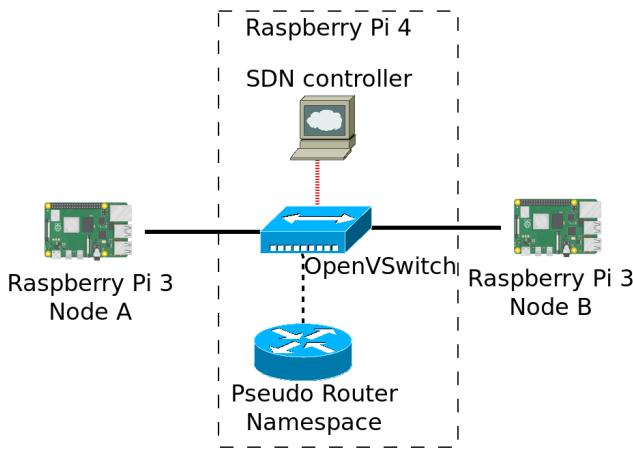 Raspberry Pi 4
SDN controller
OpenVSwitch
Raspberry Pi 3
Node A
Raspberry Pi 3
Node B
Pseudo Router
Namespace